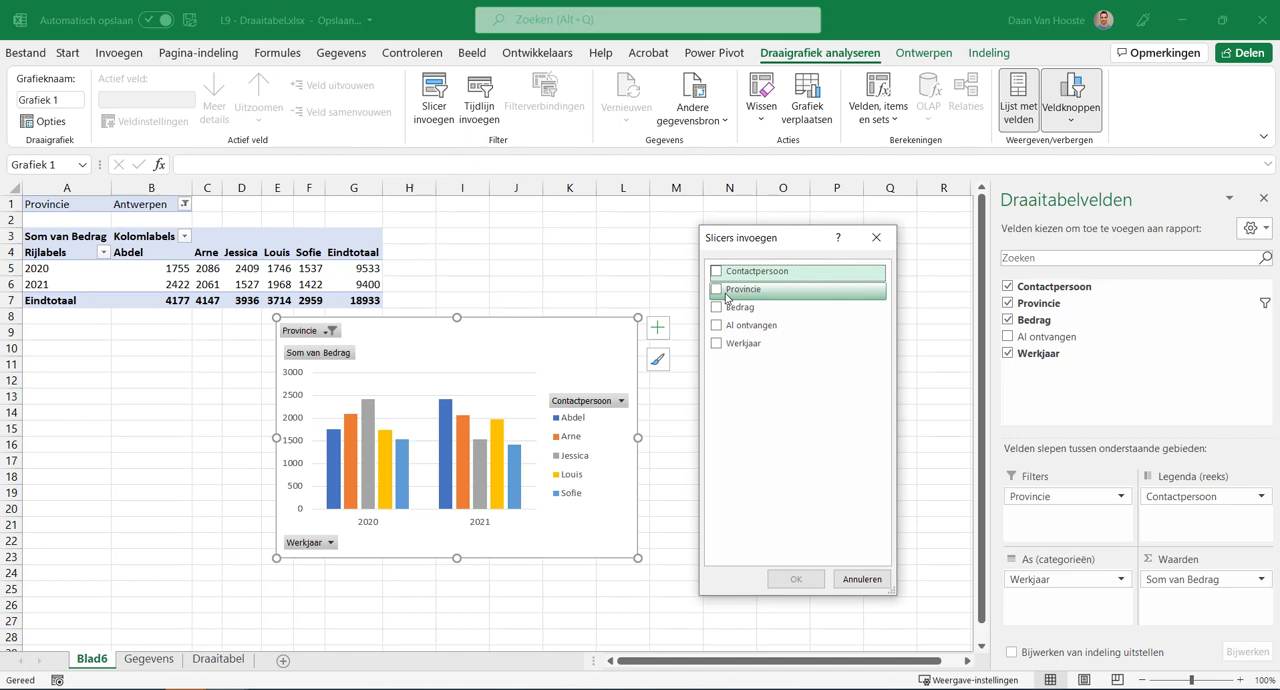 Automatisch opslaan
L9 - Draaitabel.xlsx - Opslaan...
Zoeken (Alt+Q)
Daan Van Hooste
Bestand Start Invoegen Pagina-indeling Formules Gegevens Controleren Beeld Ontwikkelaars Help Acrobat Power Pivot Draaigrafiek analyseren Ontwerpen Indeling
Opmerkingen
Delen
Grafieknaam:
Grafiek 1
Opties
Draaigrafiek
Actief veld:
Veldinstellingen
Meer details
Uitzoomen
Veld uitvouwen
Veld samenvouwen
Actief veld
Slicer invoegen
Tijdlijn invoegen
Filterverbindingen
Filter
Vernieuwen
Andere gegevensbron
Gegevens
Wissen
Grafiek verplaatsen
Acties
Velden, items en sets
OLAP
Relaties
Berekeningen
Lijst met velden
Veldknoppen
Weergeven/verbergen
Grafiek 1
fx
A B C D E F G H I J K L M N O P Q R
1 Provincie Antwerpen
2
3 Som van Bedrag Kolomlabels
4 Rijlabels Abdel Arne Jessica Louis Sofie Eindtotaal
5 2020 1755 2086 2409 1746 1537 9533
6 2021 2422 2061 1527 1968 1422 9400
7 Eindtotaal 4177 4147 3936 3714 2959 18933
8
9
10
11
12
13
14
15
16
17
18
19
20
21
22
23
24
25
26
27
28
Provincie
Som van Bedrag
3000
2500
2000
1500
1000
500
0
2020 2021
Contactpersoon
Abdel
Arne
Jessica
Louis
Sofie
Werkjaar
Slicers invoegen ?
Contactpersoon
Provincie
Bedrag
Al ontvangen
Werkjaar
OK Annuleren
Draaitabelvelden
Velden kiezen om toe te voegen aan rapport:
Zoeken
Contactpersoon
Provincie
Bedrag
Al ontvangen
Werkjaar
Velden slepen tussen onderstaande gebieden:
Filters
Provincie
Legenda (reeks)
Contactpersoon
As (categorieën)
Werkjaar
Σ Waarden
Som van Bedrag
Bijwerken van indeling uitstellen
Bijwerken
Blad6 Gegevens Draaitabel
Gereed
Weergave-instellingen
100%